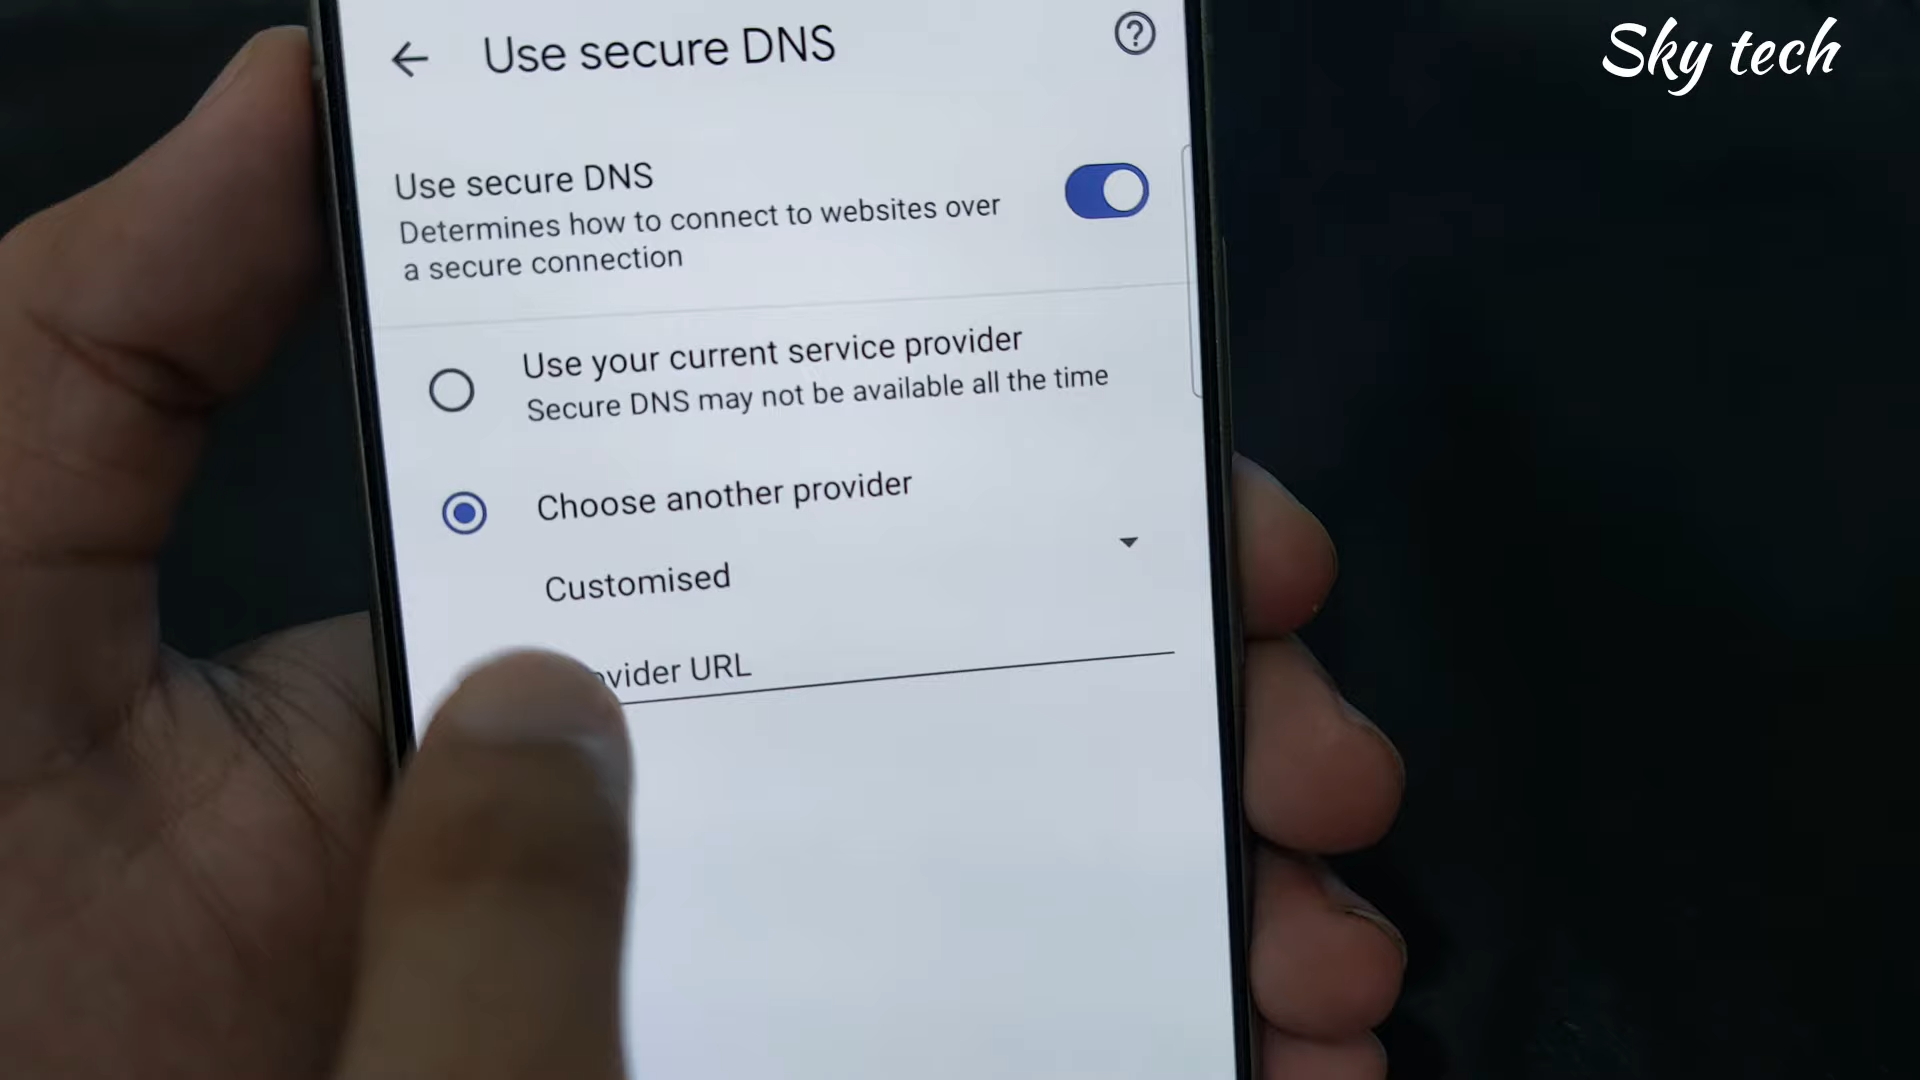 Sky tech
Use secure DNS
Use secure DNS
Determines how to connect to websites over
a secure connection
Use your current service provider
Secure DNS may not be available all the time
Choose another provider
Customised
URL